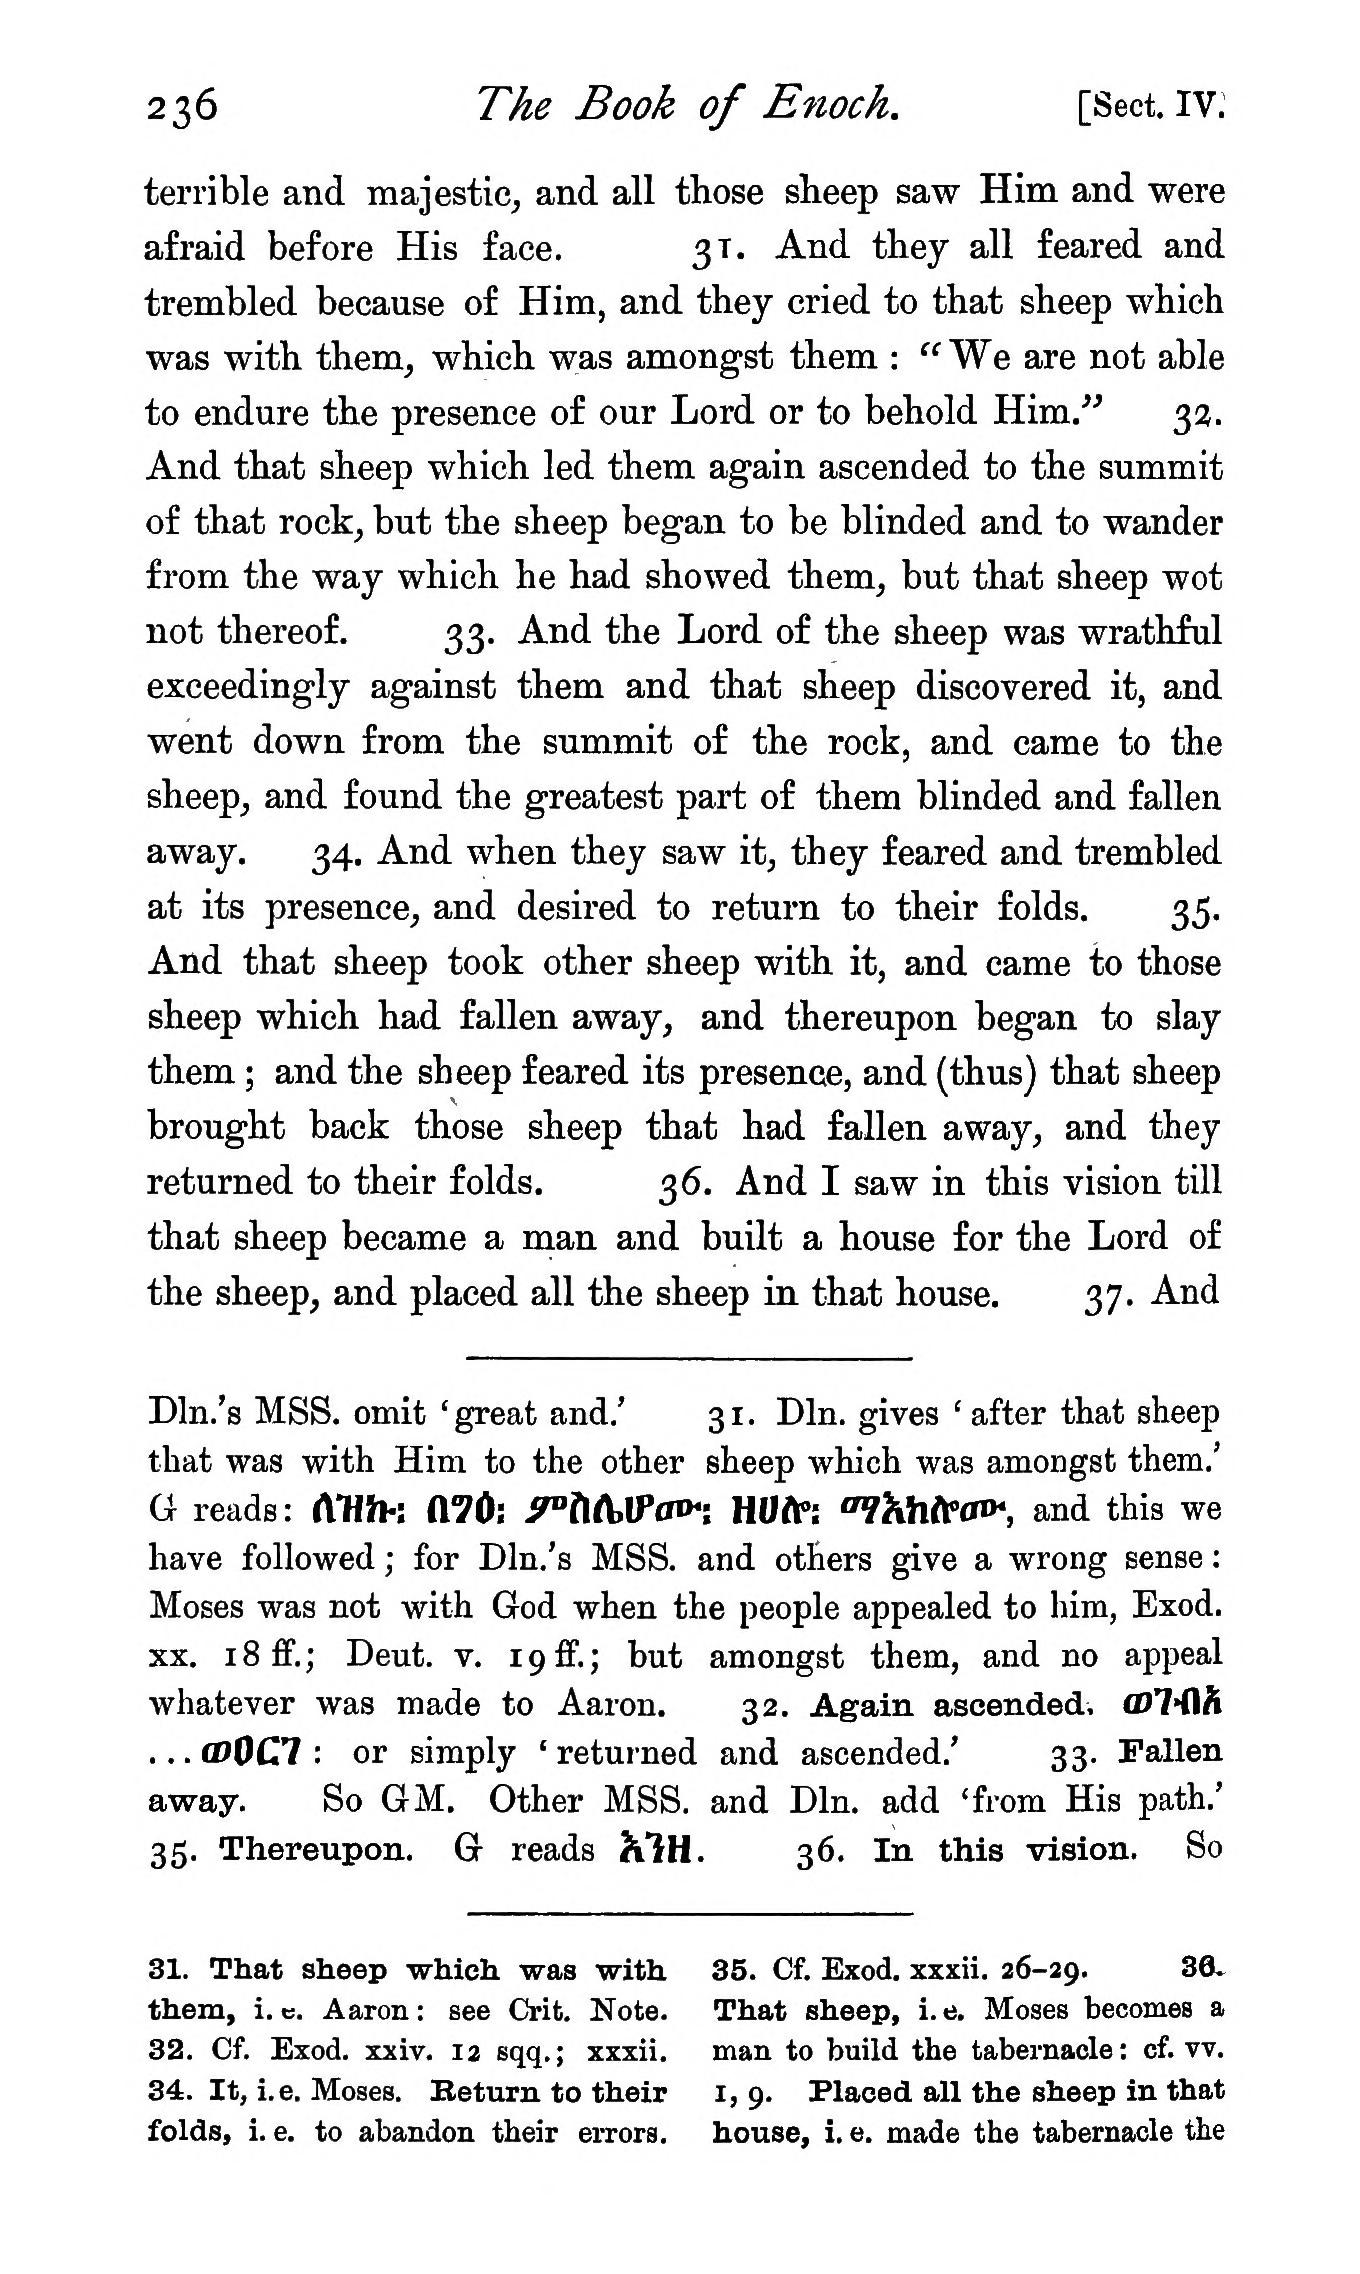 236 The Book of Enoch. [Sect. IV.
terrible and majestic, and all those sheep saw Him and were
afraid before His face. 31. And they all feared and
trembled because of Him, and they cried to that sheep which
was with them, which was amongst them : “We are not able
to endure the presence of our Lord or to behold Him.” 32.
And that sheep which led them again ascended to the summit
of that rock, but the sheep began to be blinded and to wander
from the way which he had showed them, but that sheep wot
not thereof. 33. And the Lord of the sheep was wrathful
exceedingly against them and that sheep discovered it, and
went down from the summit of the rock, and came to the
sheep, and found the greatest part of them blinded and fallen
away. 34. And when they saw it, they feared and trembled
at its presence, and desired to return to their folds. 35.
And that sheep took other sheep with it, and came to those
sheep which had fallen away, and thereupon began to slay
them ; and the sheep feared its presence, and (thus) that sheep
brought back those sheep that had fallen away, and they
returned to their folds. 36. And I saw in this vision till
that sheep became a man and built a house for the Lord of
the sheep, and placed all the sheep in that house. 37. And
Dln.’s MSS. omit ‘great and.’ 31. Dln. gives ‘after that sheep
that was with Him to the other sheep which was amongst them.’
G reads: ለዝኩ፡ በግዕ፡ ምስሌሆሙ፡ ዘሀሎ፡ ማእከሎሙ, and this we
have followed ; for Dln.’s MSS. and others give a wrong sense :
Moses was not with God when the people appealed to him, Exod.
xx. 18 ff.; Deut. v. 19 ff.; but amongst them, and no appeal
whatever was made to Aaron. 32. Again ascended. ወገብአ
... ወዐርገ : or simply ‘returned and ascended.’ 33. Fallen
away. So GM. Other MSS. and Dln. add ‘from His path.’
35. Thereupon. G reads እንዘ. 36. In this vision. So
31. That sheep which was with
them, i. e. Aaron : see Crit. Note.
32. Cf. Exod. xxiv. 12 sqq.; xxxii.
34. It, i. e. Moses. Return to their
folds, i. e. to abandon their errors.
35. Cf. Exod. xxxii. 26–29. 36.
That sheep, i. e. Moses becomes a
man to build the tabernacle : cf. vv.
1, 9. Placed all the sheep in that
house, i. e. made the tabernacle the